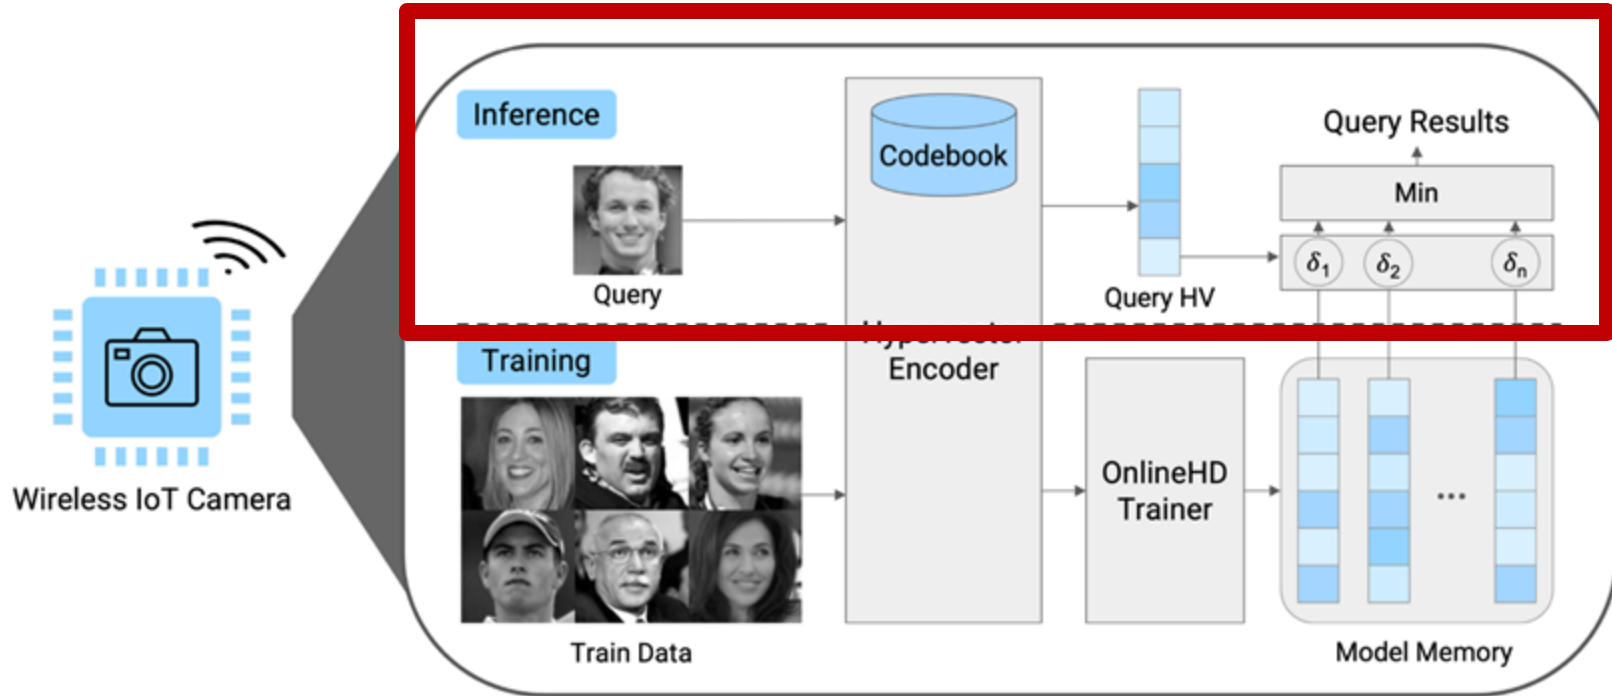 Inference
Codebook
Query Results
Min
δ1 δ2 δn
Query
Query HV
Training
Encoder
OnlineHD
Trainer
...
Wireless IoT Camera
Train Data
Model Memory